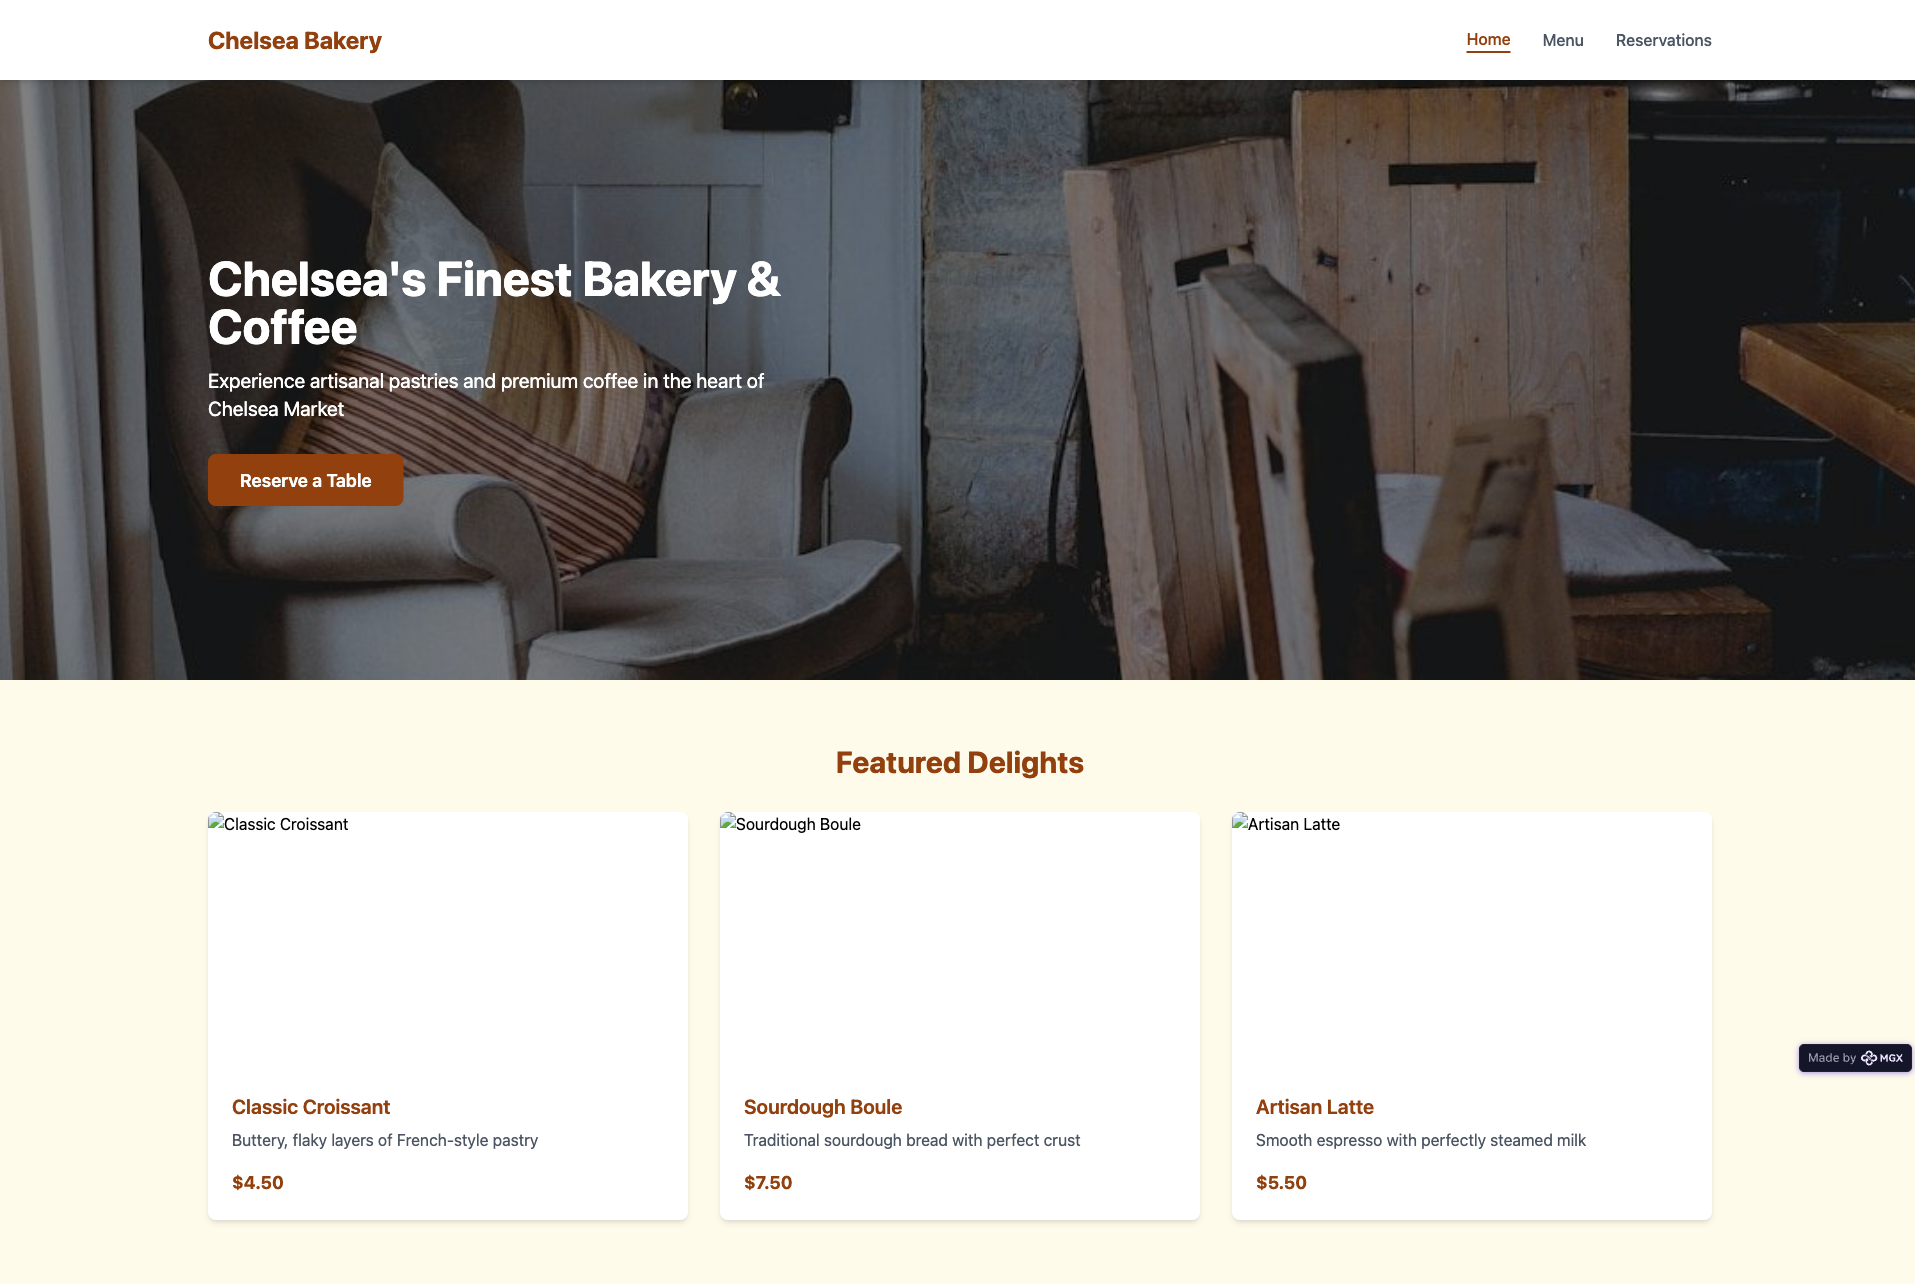 Chelsea Bakery
Home
Menu
Reservations
Chelsea's Finest Bakery &
Coffee
Experience artisanal pastries and premium coffee in the heart of
Chelsea Market
Reserve a Table
Featured Delights
Classic Croissant
Sourdough Boule
Artisan Latte
Classic Croissant
Buttery, flaky layers of French-style pastry
$4.50
Sourdough Boule
Traditional sourdough bread with perfect crust
$7.50
Artisan Latte
Smooth espresso with perfectly steamed milk
$5.50
Made by MGX